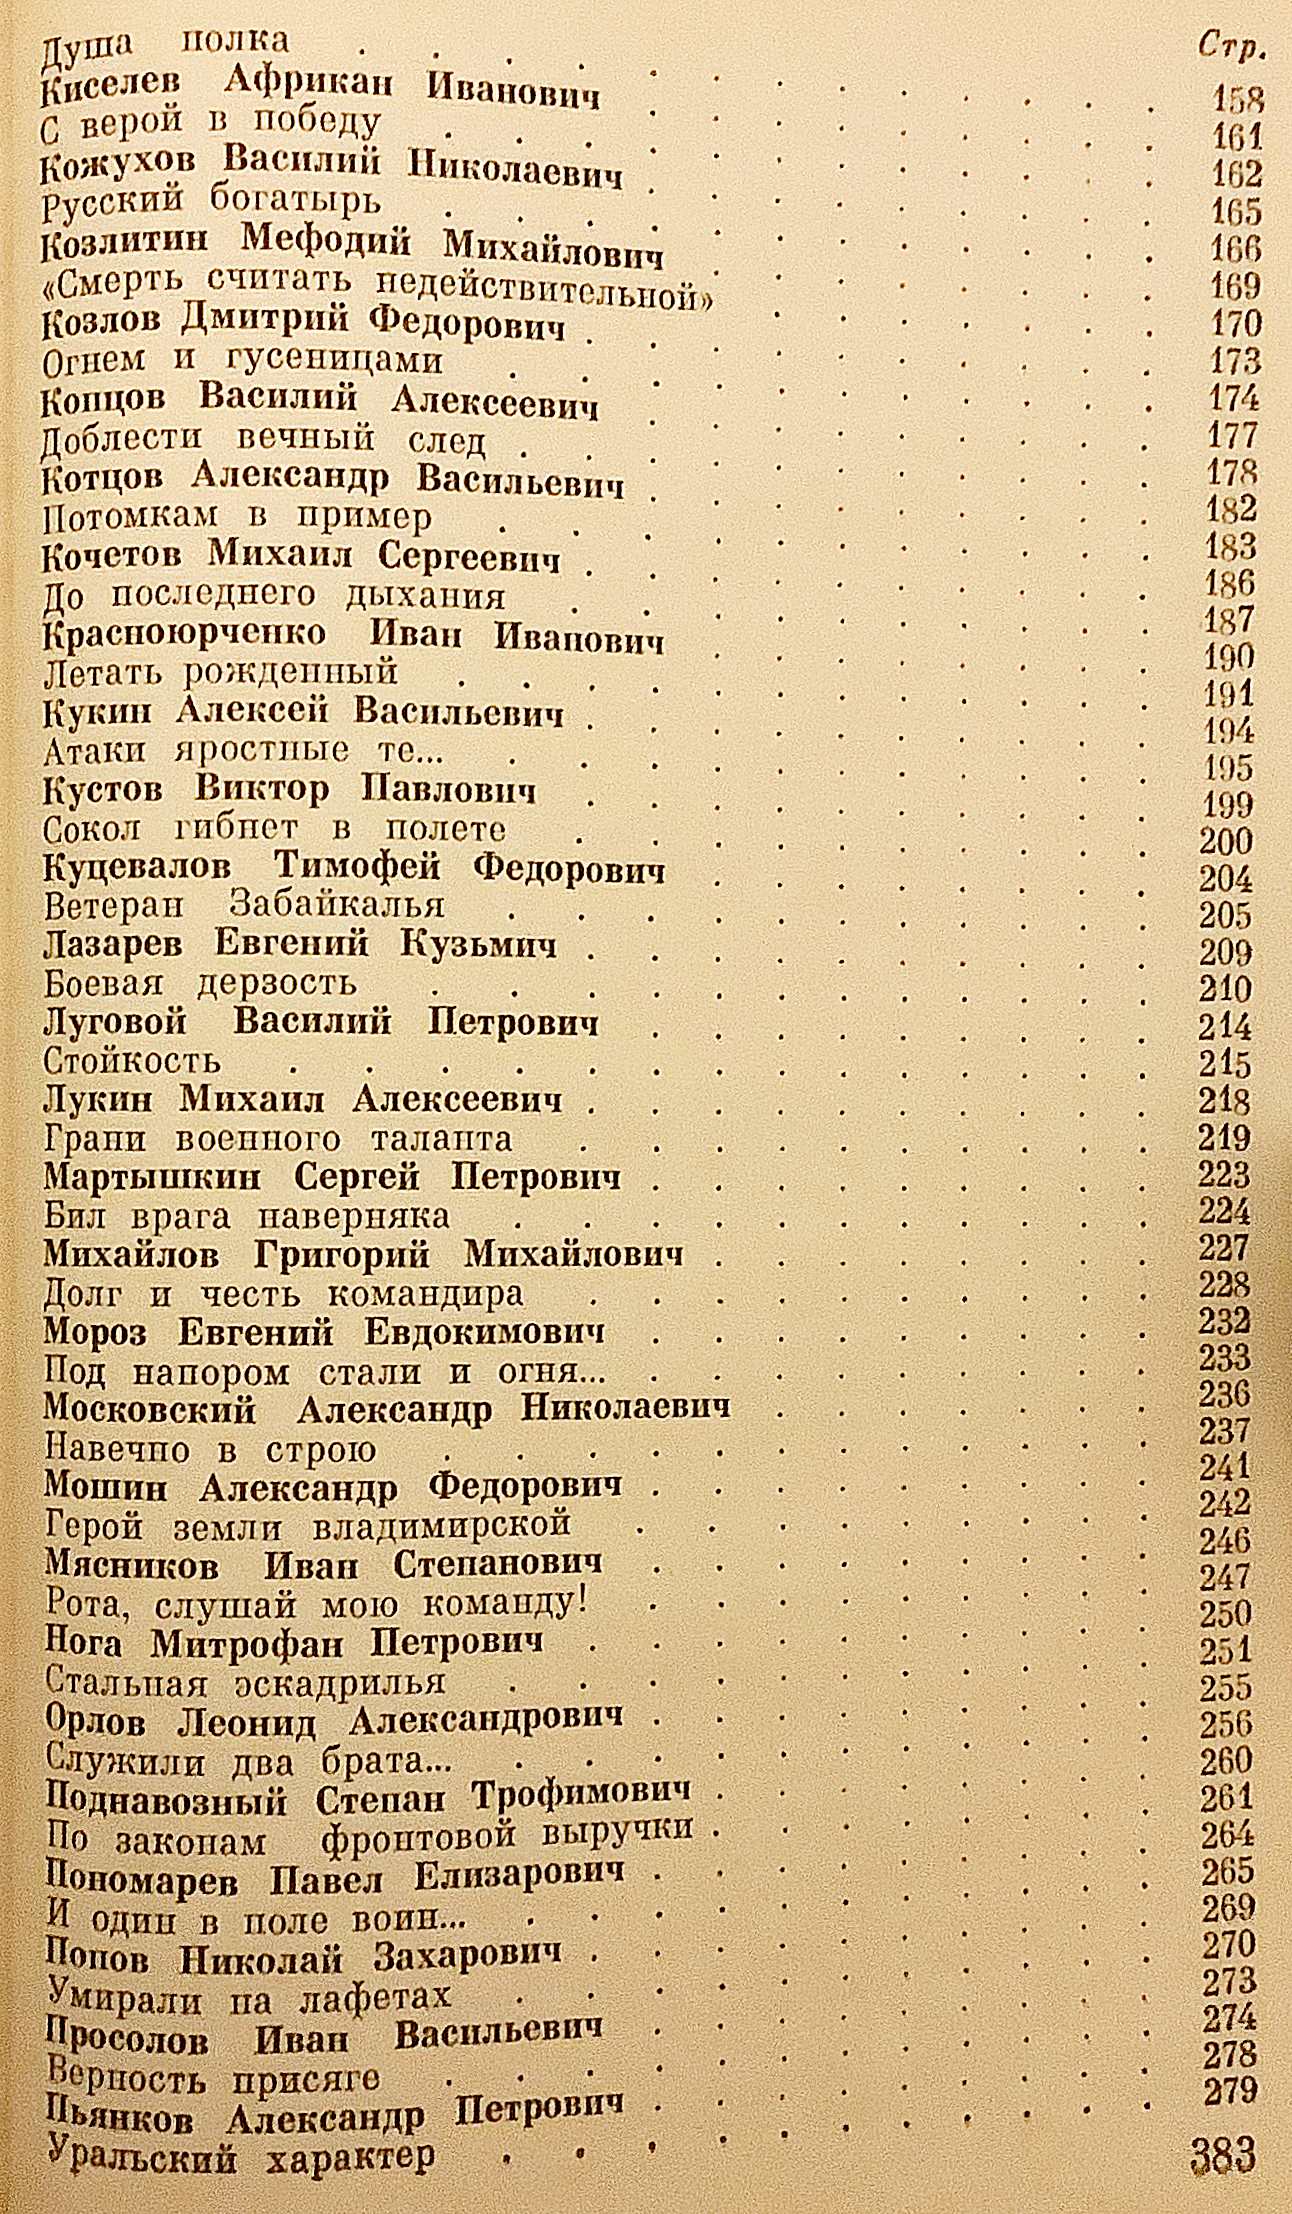 Стр.
Душа полка . . . . . . . . . . . . 158
Киселев Африкан Иванович . . . . . . . . . 161
С верой в победу . . . . . . . . . . . 162
Кожухов Василий Николаевич . . . . . . . . . 165
Русский богатырь . . . . . . . . . . . 166
Козлитин Мефодий Михайлович . . . . . . . . 169
«Смерть считать недействительной» . . . . . . . 170
Козлов Дмитрий Федорович . . . . . . . . . . 173
Огнем и гусеницами . . . . . . . . . . 174
Копцов Василий Алексеевич . . . . . . . . . 177
Доблести вечный след . . . . . . . . . . 178
Котцов Александр Васильевич . . . . . . . . . 182
Потомкам в пример . . . . . . . . . . . 183
Кочетов Михаил Сергеевич . . . . . . . . . . 186
До последнего дыхания . . . . . . . . . . 187
Красноюрченко Иван Иванович . . . . . . . . 190
Летать рожденный . . . . . . . . . . . 191
Кукин Алексей Васильевич . . . . . . . . . . 194
Атаки яростные те... . . . . . . . . . . . 195
Кустов Виктор Павлович . . . . . . . . . . 199
Сокол гибнет в полете . . . . . . . . . . 200
Куцевалов Тимофей Федорович . . . . . . . . 204
Ветеран Забайкалья . . . . . . . . . . . 205
Лазарев Евгений Кузьмич . . . . . . . . . . 209
Боевая дерзость . . . . . . . . . . . . 210
Луговой Василий Петрович . . . . . . . . . 214
Стойкость . . . . . . . . . . . . . . 215
Лукин Михаил Алексеевич . . . . . . . . . . 218
Грани военного таланта . . . . . . . . . . 219
Мартышкин Сергей Петрович . . . . . . . . . 223
Бил врага наверняка . . . . . . . . . . . 224
Михайлов Григорий Михайлович . . . . . . . . 227
Долг и честь командира . . . . . . . . . . 228
Мороз Евгений Евдокимович . . . . . . . . . 232
Под напором стали и огня... . . . . . . . . . 233
Московский Александр Николаевич . . . . . . . 236
Навечно в строю . . . . . . . . . . . . 237
Мошин Александр Федорович . . . . . . . . . 241
Герой земли владимирской . . . . . . . . . 242
Мясников Иван Степанович . . . . . . . . . 246
Рота, слушай мою команду! . . . . . . . . . 247
Нога Митрофан Петрович . . . . . . . . . . 250
Стальная эскадрилья . . . . . . . . . . . 251
Орлов Леонид Александрович . . . . . . . . . 255
Служили два брата... . . . . . . . . . . . 256
Поднавозный Степан Трофимович . . . . . . . . 260
По законам фронтовой выручки . . . . . . . . 261
Пономарев Павел Елизарович . . . . . . . . . 264
И один в поле воин... . . . . . . . . . . . 265
Попов Николай Захарович . . . . . . . . . . 269
Умирали на лафетах . . . . . . . . . . . 270
Просолов Иван Васильевич . . . . . . . . . 273
Верность присяге . . . . . . . . . . . . 274
Пьянков Александр Петрович . . . . . . . . . 278
Уральский характер . . . . . . . . . . . 279
383